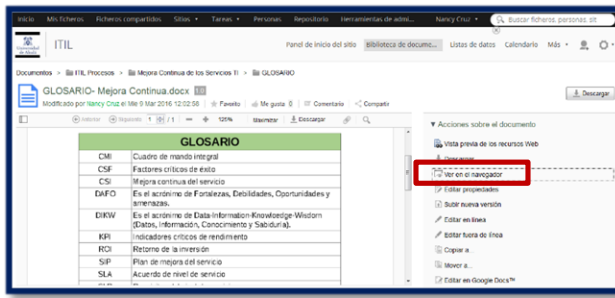 Inicio Mis ficheros Ficheros compartidos Sitios Tareas Personas Repositorio Herramientas de admi... Nancy Cruz Buscar ficheros, personas, sit
Universidad de Alcalá
ITIL
Panel de inicio del sitio Biblioteca de docume... Listas de datos Calendario Más
Documentos > ITIL Procesos > Mejora Continua de los Servicios TI > GLOSARIO
GLOSARIO- Mejora Continua.docx 1.0
Descargar
Modificado por Nancy Cruz el Mie 9 Mar 2016 12:02:56 Favorito Me gusta 0 Comentario Compartir
Anterior Siguiente 1 / 1 125% Maximizar Descargar
GLOSARIO
CMI Cuadro de mando integral
CSF Factores críticos de éxito
CSI Mejora continua del servicio
DAFO Es el acrónimo de Fortalezas, Debilidades, Oportunidades y
amenazas.
DIKW Es el acrónimo de Data-Information-Knowledge-Wisdom
(Datos, Información, Conocimiento y Sabiduría).
KPI Indicadores críticos de rendimiento
ROI Retorno de la inversión
SIP Plan de mejora del servicio
SLA Acuerdo de nivel de servicio
Acciones sobre el documento
Vista previa de los recursos Web
Descargar
Ver en el navegador
Editar propiedades
Subir nueva versión
Editar en línea
Editar fuera de línea
Copiar a...
Mover a...
Editar en Google Docs™